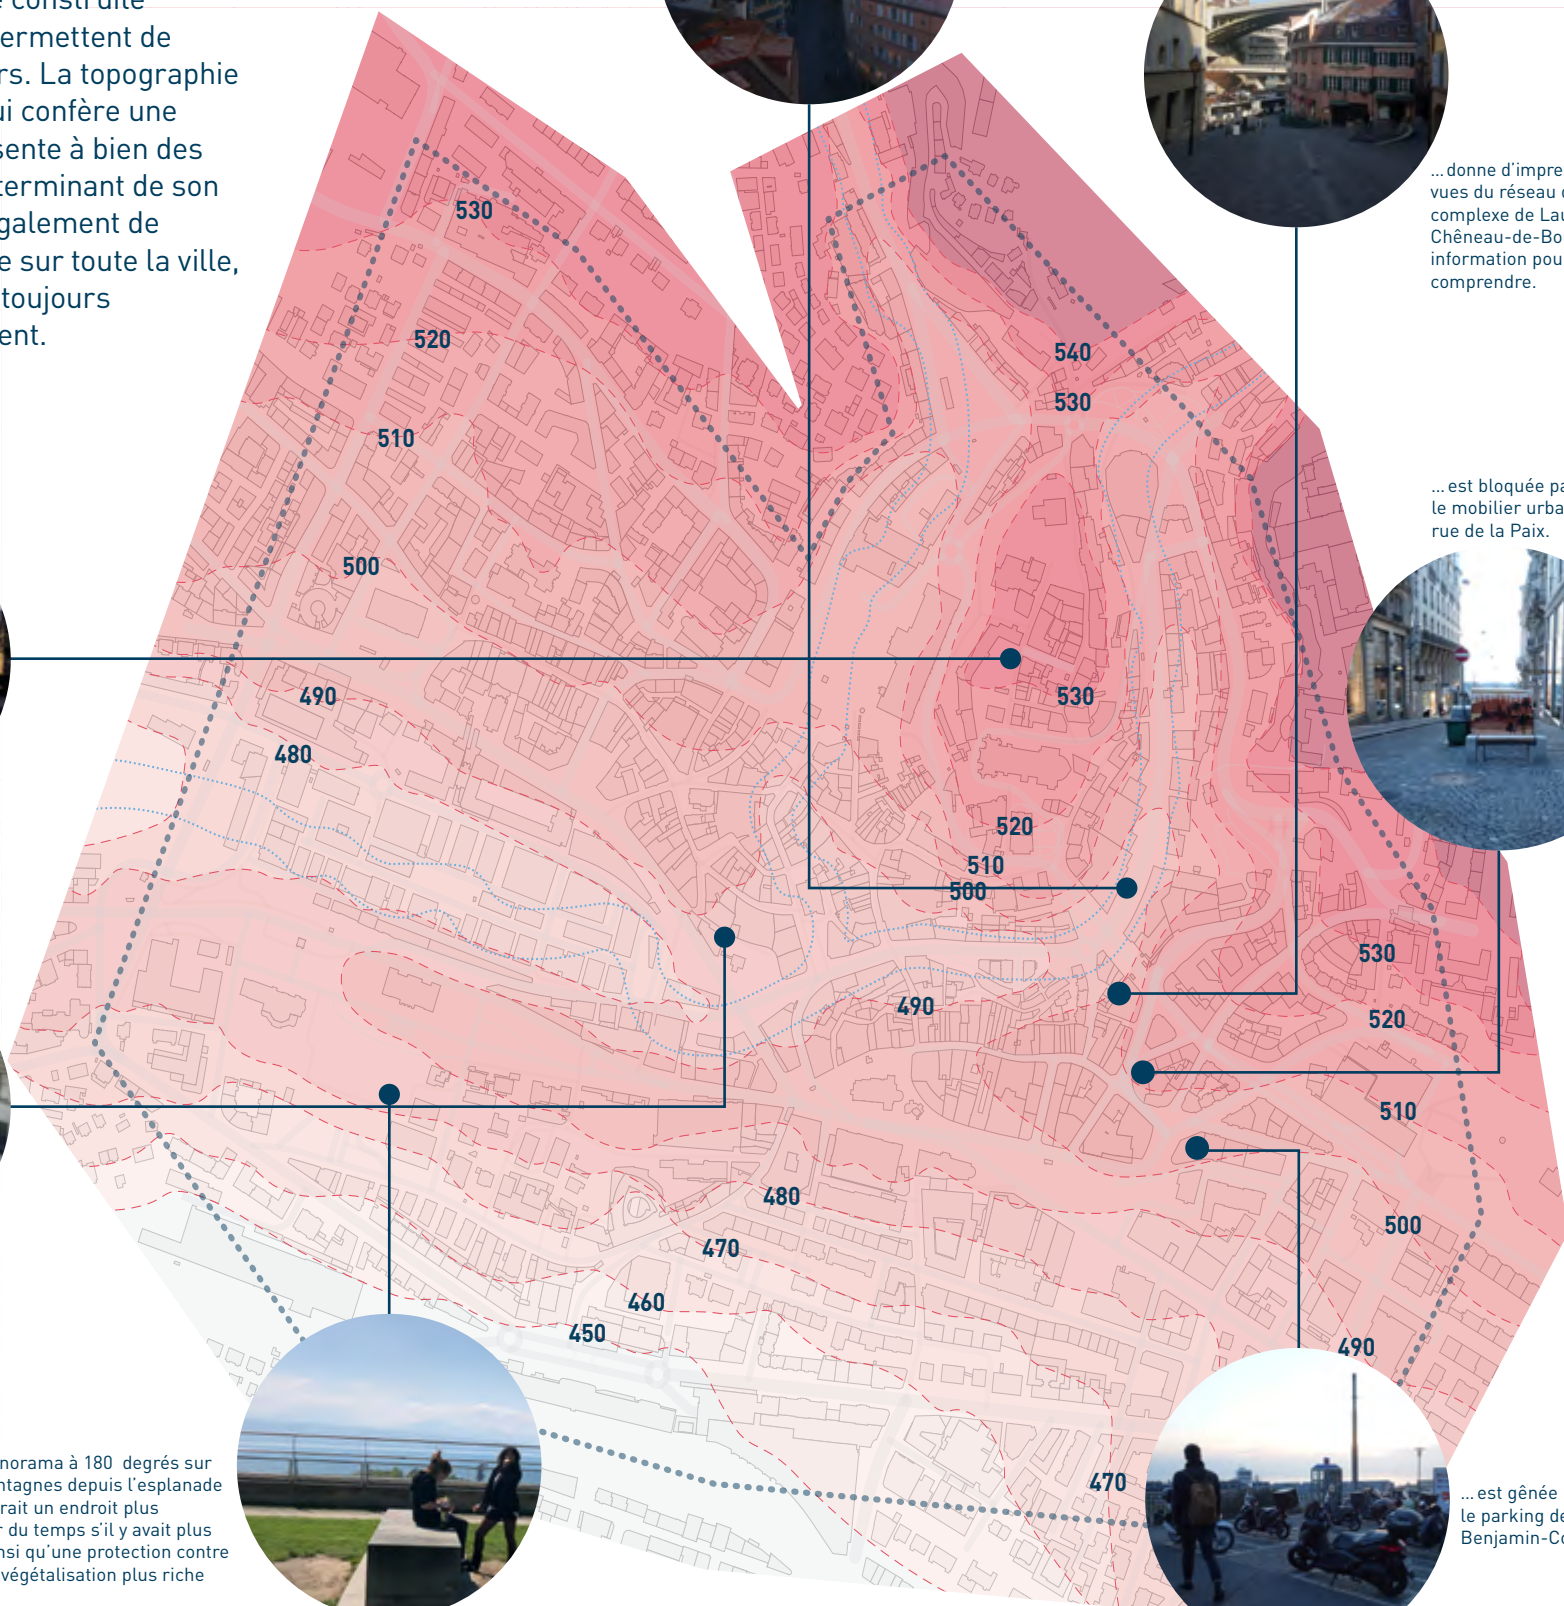 construite
ermettent de
rs. La topographie
ui confère une
sente à bien des
terminant de son
galement de
e sur toute la ville,
toujours
ent.
...donne d'impre
vues du réseau
complexe de Lau
Chêneau-de-Bo
information pou
comprendre.
...est bloquée pa
le mobilier urba
rue de la Paix.
530
520
510
500
490
480
540
530
530
520
510
500
490
530
520
510
500
490
480
470
460
450
470
norama à 180 degrés sur
ntagnes depuis l'esplanade
rait un endroit plus
r du temps s'il y avait plus
nsi qu'une protection contre
végétalisation plus riche
...est gênée
le parking de
Benjamin-Co